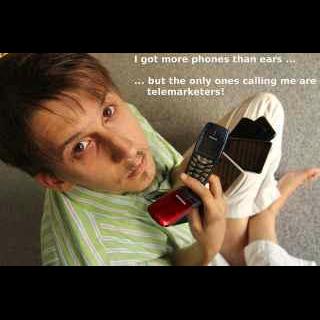 I got more phones than ears ...
... but the only ones calling me are
telemarketers!